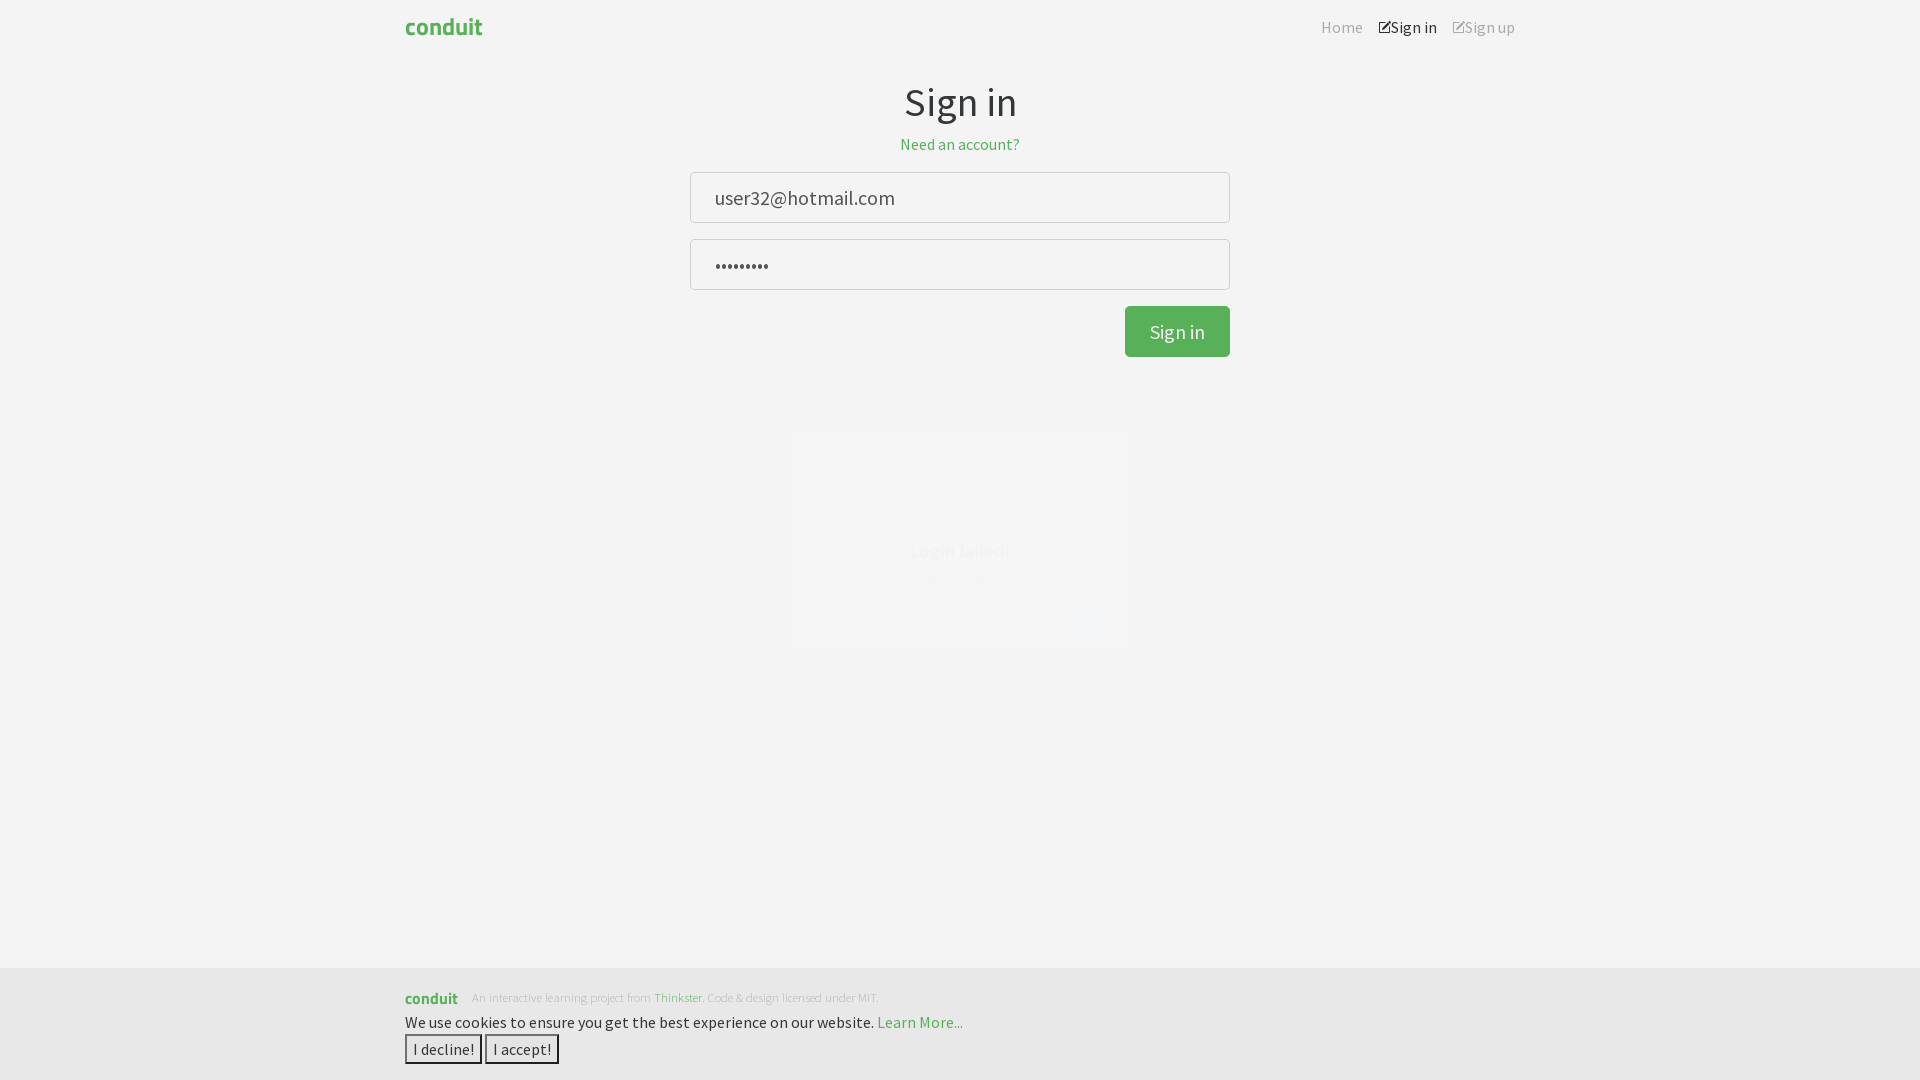 conduit
Home Sign in Sign up
Sign in
Need an account?
user32@hotmail.com
•••••••••
Sign in
Login failed!
conduit An interactive learning project from Thinkster. Code & design licensed under MIT.
We use cookies to ensure you get the best experience on our website. Learn More...
I decline! I accept!